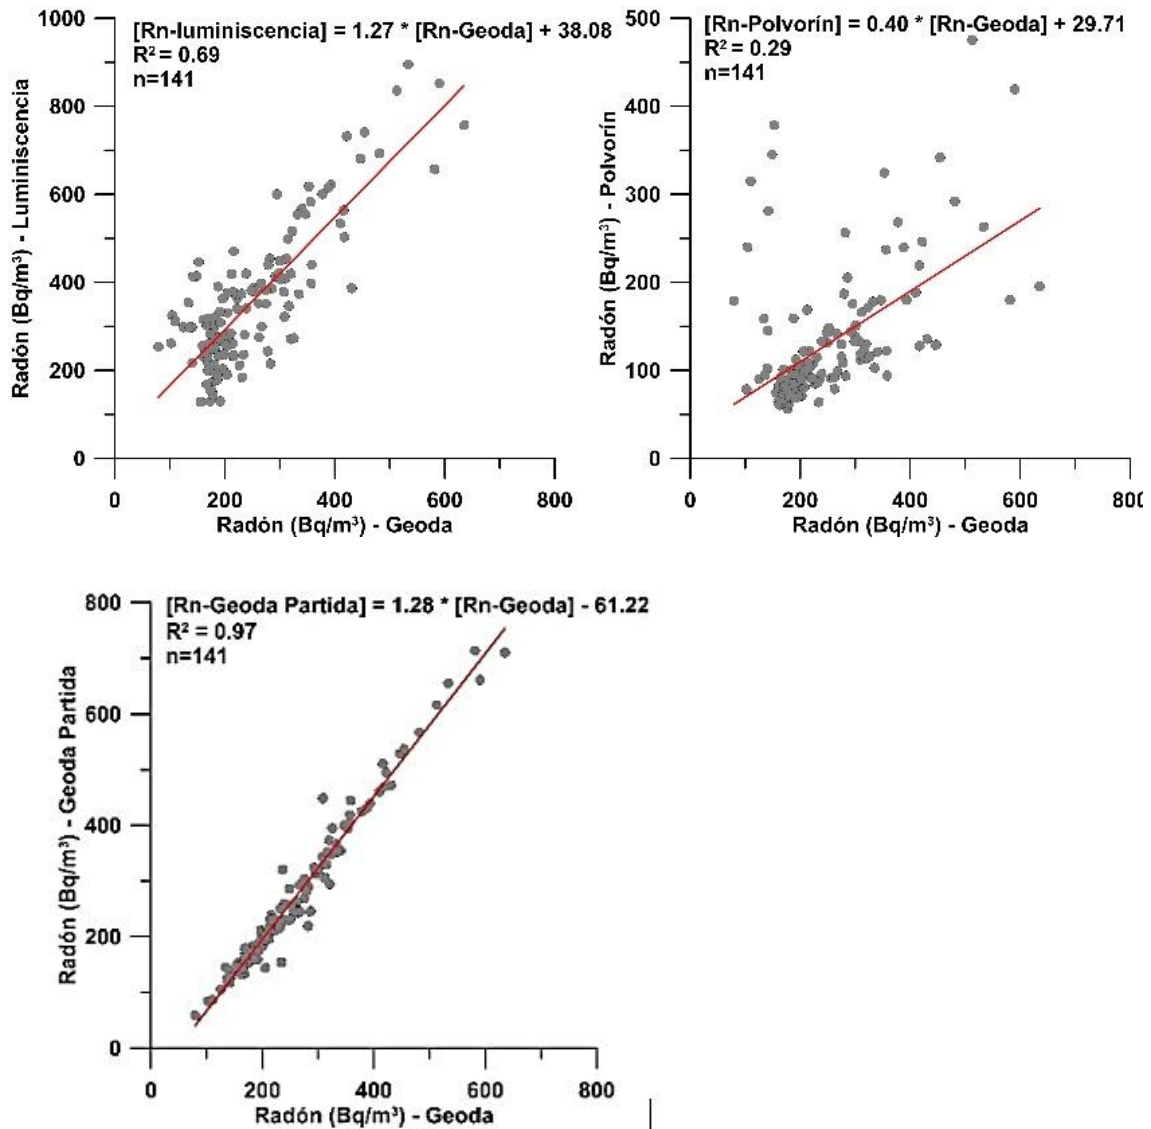 [Rn-luminiscencia] = 1.27 * [Rn-Geoda] + 38.08
R² = 0.69
n=141
1000
800
600
400
200
0
Radón (Bq/m³) - Luminiscencia
0 200 400 600 800
Radón (Bq/m³) - Geoda
[Rn-Polvorín] = 0.40 * [Rn-Geoda] + 29.71
R² = 0.29
n=141
500
400
300
200
100
0
Radón (Bq/m³) - Polvorín
0 200 400 600 800
Radón (Bq/m³) - Geoda
[Rn-Geoda Partida] = 1.28 * [Rn-Geoda] - 61.22
R² = 0.97
n=141
800
600
400
200
0
Radón (Bq/m³) - Geoda Partida
0 200 400 600 800
Radón (Bq/m³) - Geoda